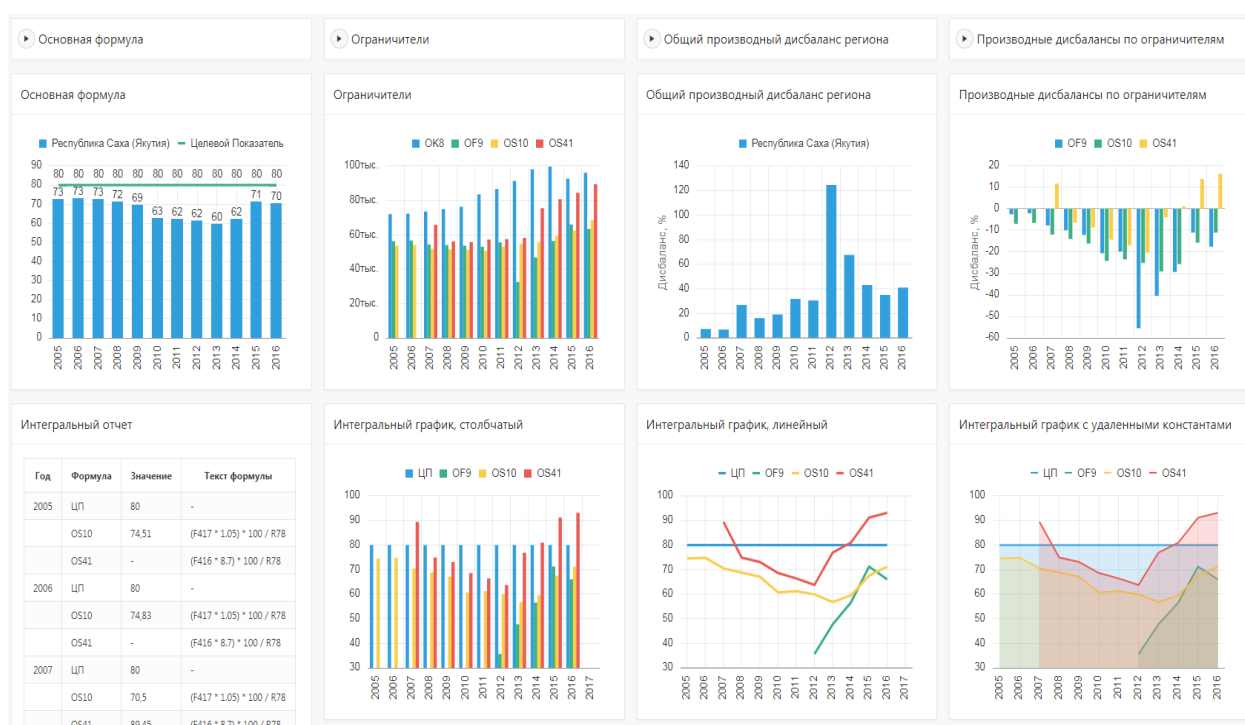 Основная формула
Ограничители
Общий производный дисбаланс региона
Производные дисбалансы по ограничителям
Основная формула
Республика Саха (Якутия) Целевой Показатель
90
80
70
60
50
40
30
20
10
0
80 80 80 80 80 80 80 80 80 80 80 80
73 73 73 72 69 63 62 62 60 62 71 70
2005 2006 2007 2008 2009 2010 2011 2012 2013 2014 2015 2016
Ограничители
OK8 OF9 OS10 OS41
100тыс.
80тыс.
60тыс.
40тыс.
20тыс.
0
2005 2006 2007 2008 2009 2010 2011 2012 2013 2014 2015 2016
Общий производный дисбаланс региона
Республика Саха (Якутия)
Дисбаланс, %
140
120
100
80
60
40
20
0
2005 2006 2007 2008 2009 2010 2011 2012 2013 2014 2015 2016
Производные дисбалансы по ограничителям
OF9 OS10 OS41
Дисбаланс, %
20
10
0
-10
-20
-30
-40
-50
-60
2005 2006 2007 2008 2009 2010 2011 2012 2013 2014 2015 2016
Интегральный отчет
Год Формула Значение Текст формулы
2005 ЦП 80 -
OS10 74,51 (F417 * 1.05) * 100 / R78
OS41 - (F416 * 8.7) * 100 / R78
2006 ЦП 80 -
OS10 74,83 (F417 * 1.05) * 100 / R78
OS41 - (F416 * 8.7) * 100 / R78
2007 ЦП 80 -
OS10 70,5 (F417 * 1.05) * 100 / R78
OS41 89,45 (F416 * 8.7) * 100 / R78
Интегральный график, столбчатый
ЦП OF9 OS10 OS41
100
90
80
70
60
50
40
30
2005 2006 2007 2008 2009 2010 2011 2012 2013 2014 2015 2016 2017
Интегральный график, линейный
ЦП OF9 OS10 OS41
100
90
80
70
60
50
40
30
2005 2006 2007 2008 2009 2010 2011 2012 2013 2014 2015 2016 2017
Интегральный график с удаленными константами
ЦП OF9 OS10 OS41
100
90
80
70
60
50
40
30
2005 2006 2007 2008 2009 2010 2011 2012 2013 2014 2015 2016